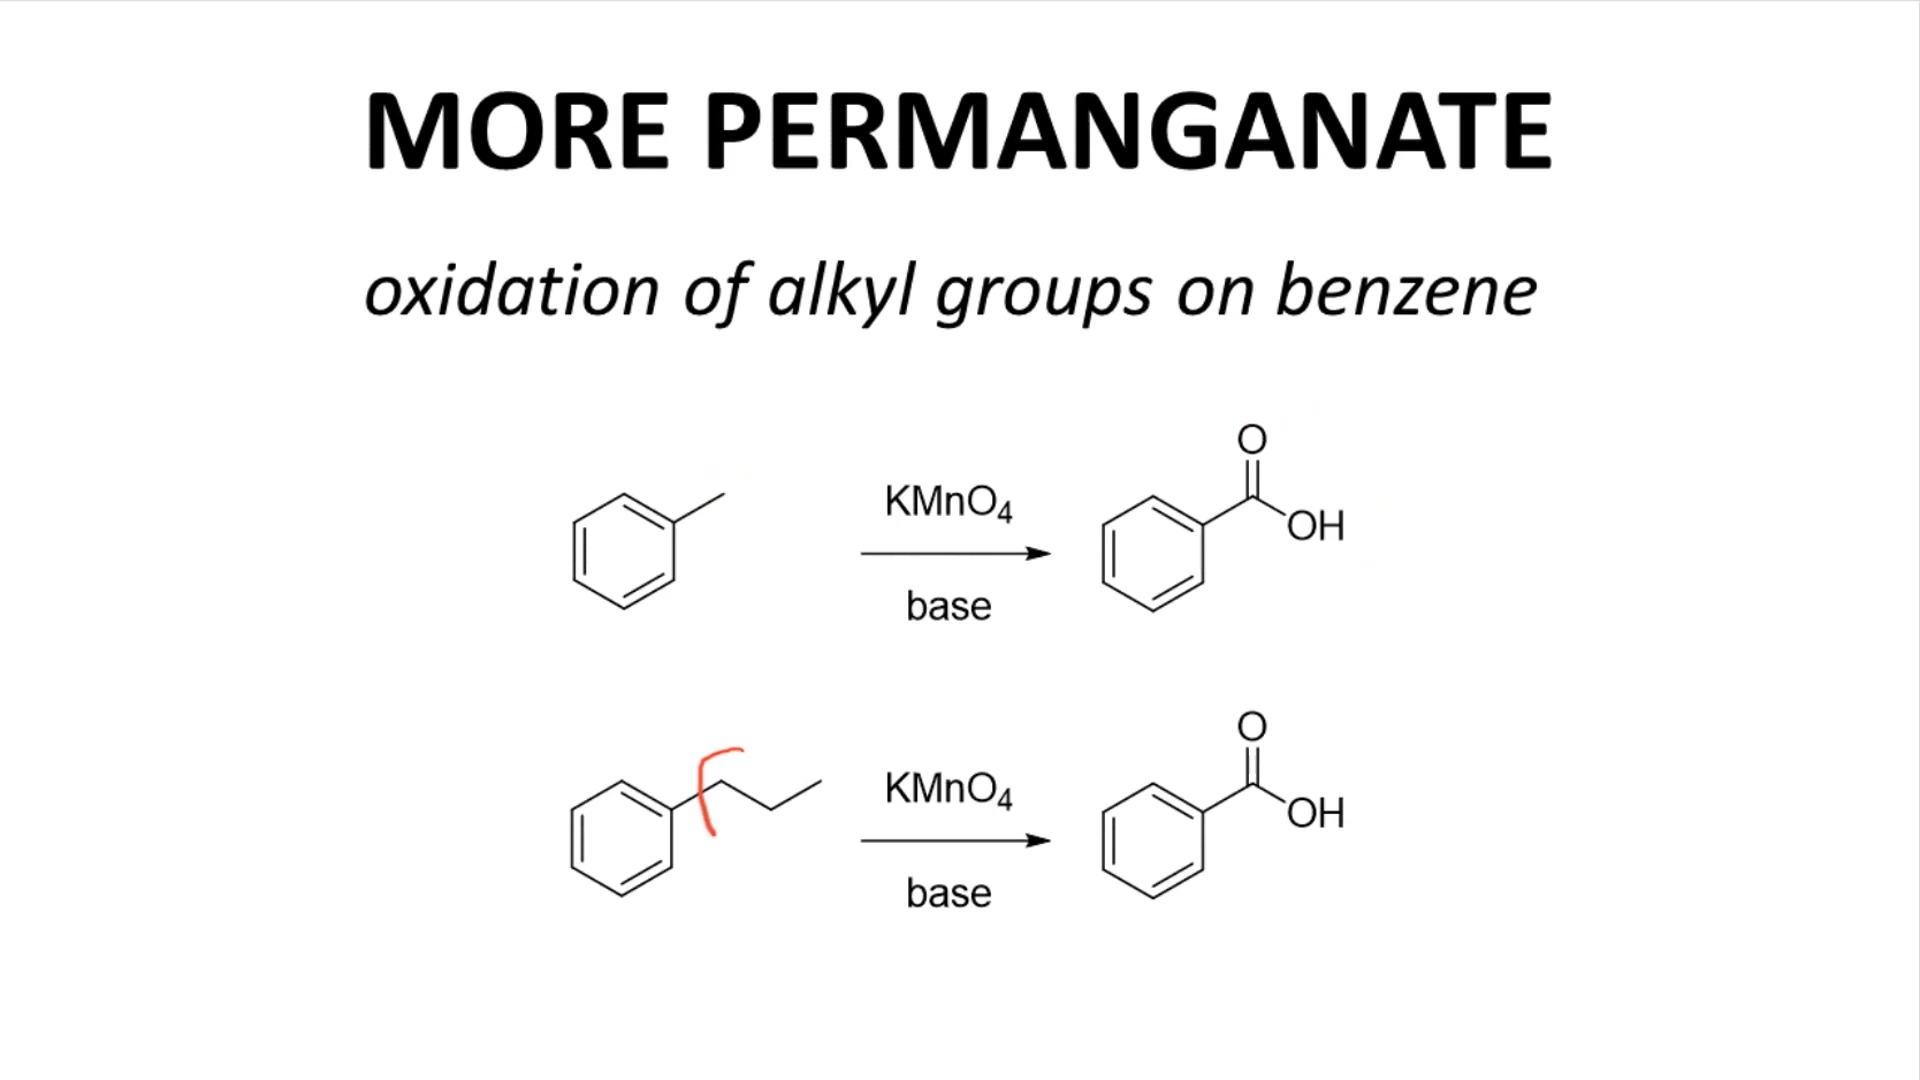 MORE PERMANGANATE
oxidation of alkyl groups on benzene
O
KMnO4
OH
base
O
KMnO4
OH
base